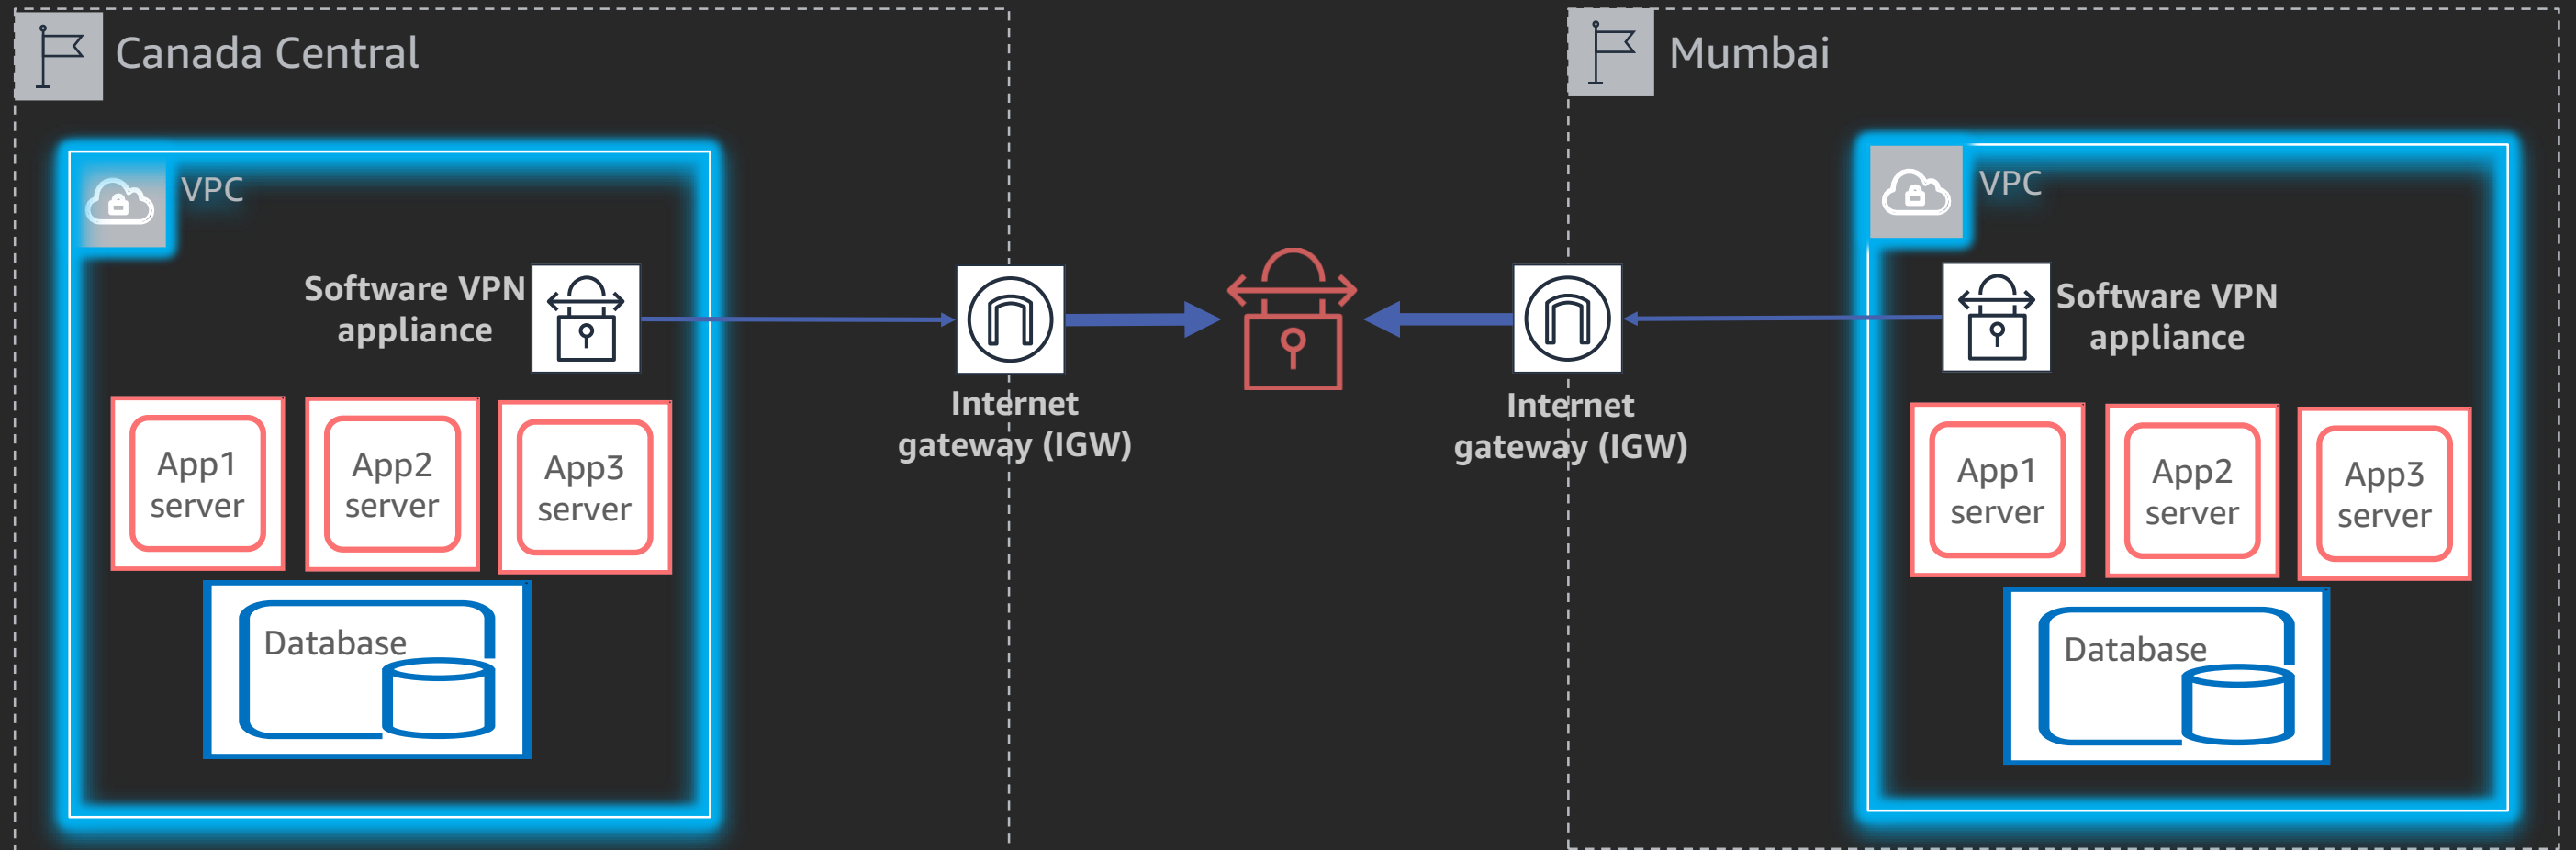 Canada Central
VPC
Software VPN
appliance
Internet
gateway (IGW)
App1
server
App2
server
App3
server
Database
Mumbai
VPC
Internet
gateway (IGW)
Software VPN
appliance
App1
server
App2
server
App3
server
Database